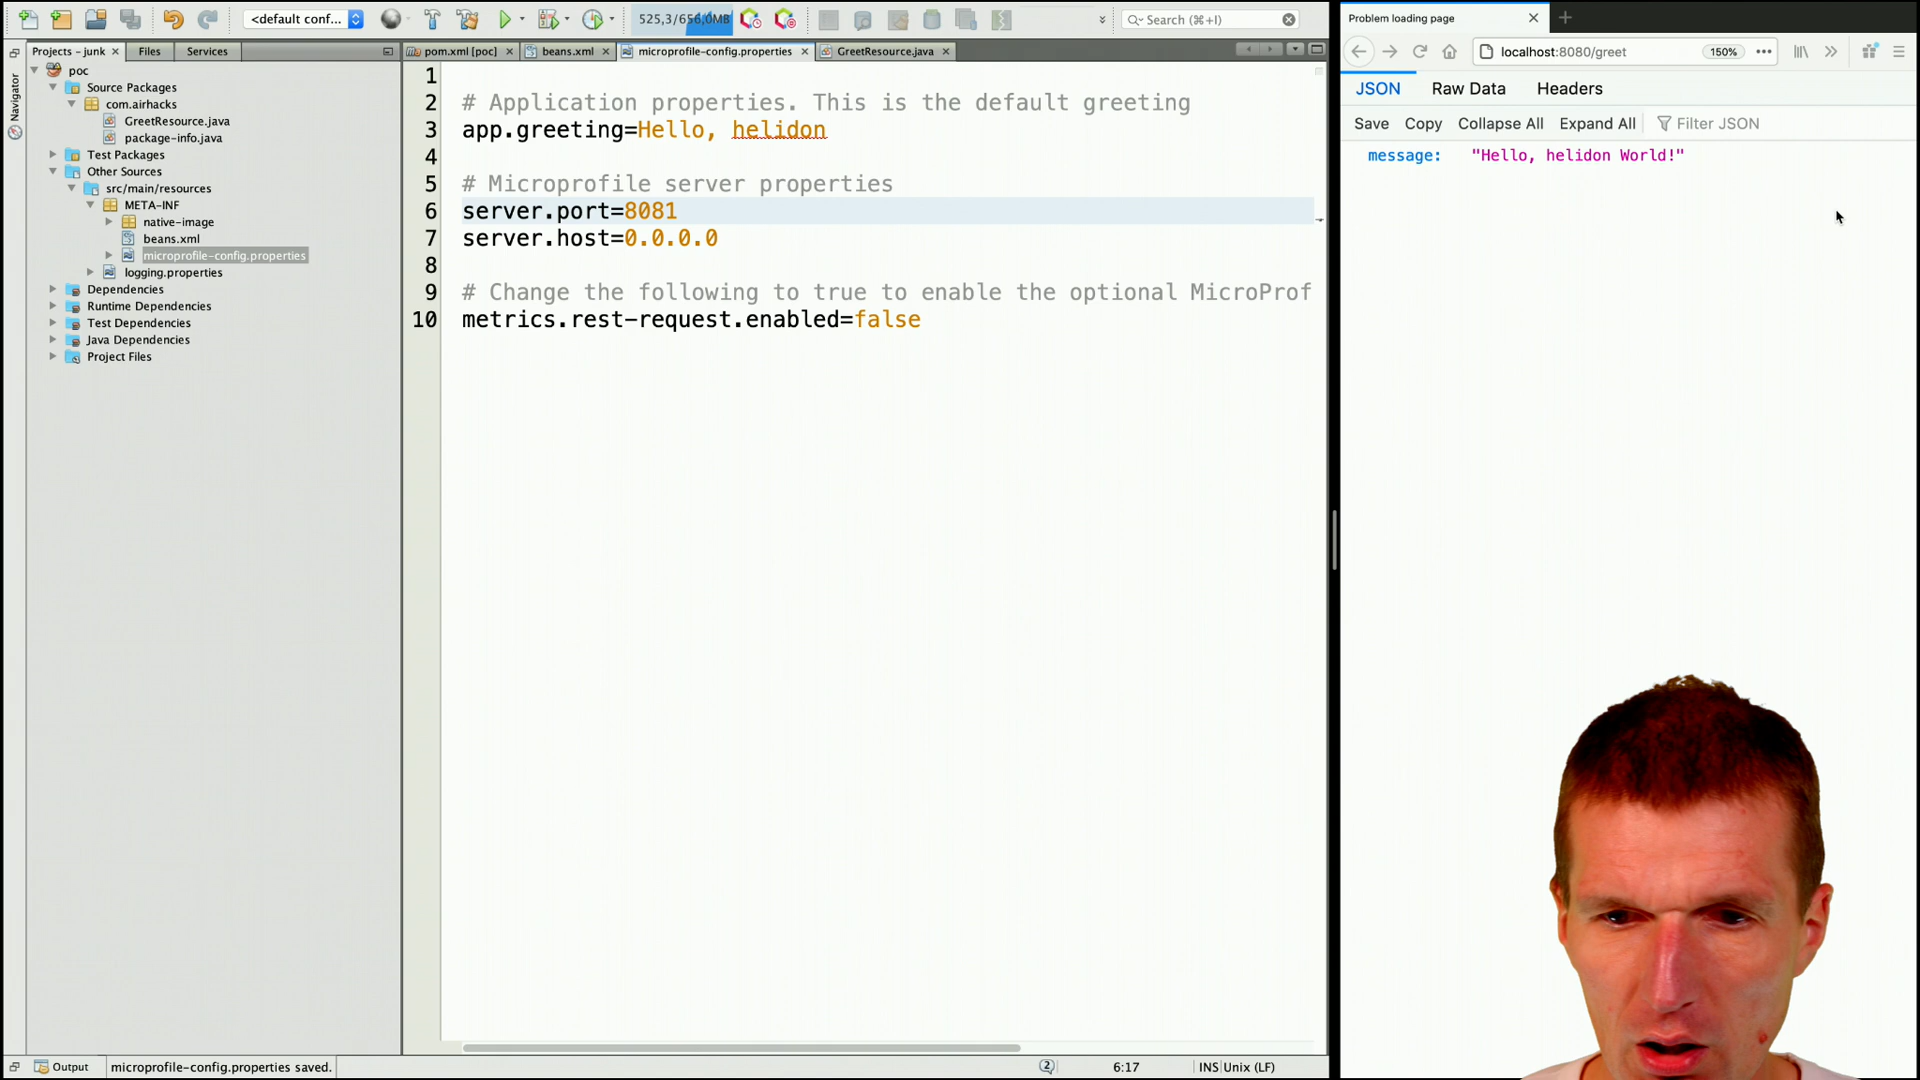 <default conf...
525,3/656,0MB
Search (⌘+I)
Projects - junk
Files
Services
pom.xml [poc]
beans.xml
microprofile-config.properties
GreetResource.java
Navigator
poc
Source Packages
com.airhacks
GreetResource.java
package-info.java
Test Packages
Other Sources
src/main/resources
META-INF
native-image
beans.xml
microprofile-config.properties
logging.properties
Dependencies
Runtime Dependencies
Test Dependencies
Java Dependencies
Project Files
1
2 # Application properties. This is the default greeting
3 app.greeting=Hello, helidon
4
5 # Microprofile server properties
6 server.port=8081
7 server.host=0.0.0.0
8
9 # Change the following to true to enable the optional MicroProf
10 metrics.rest-request.enabled=false
Output
microprofile-config.properties saved.
2
6:17
INS Unix (LF)
Problem loading page
localhost:8080/greet
150%
JSON
Raw Data
Headers
Save
Copy
Collapse All
Expand All
Filter JSON
message: "Hello, helidon World!"